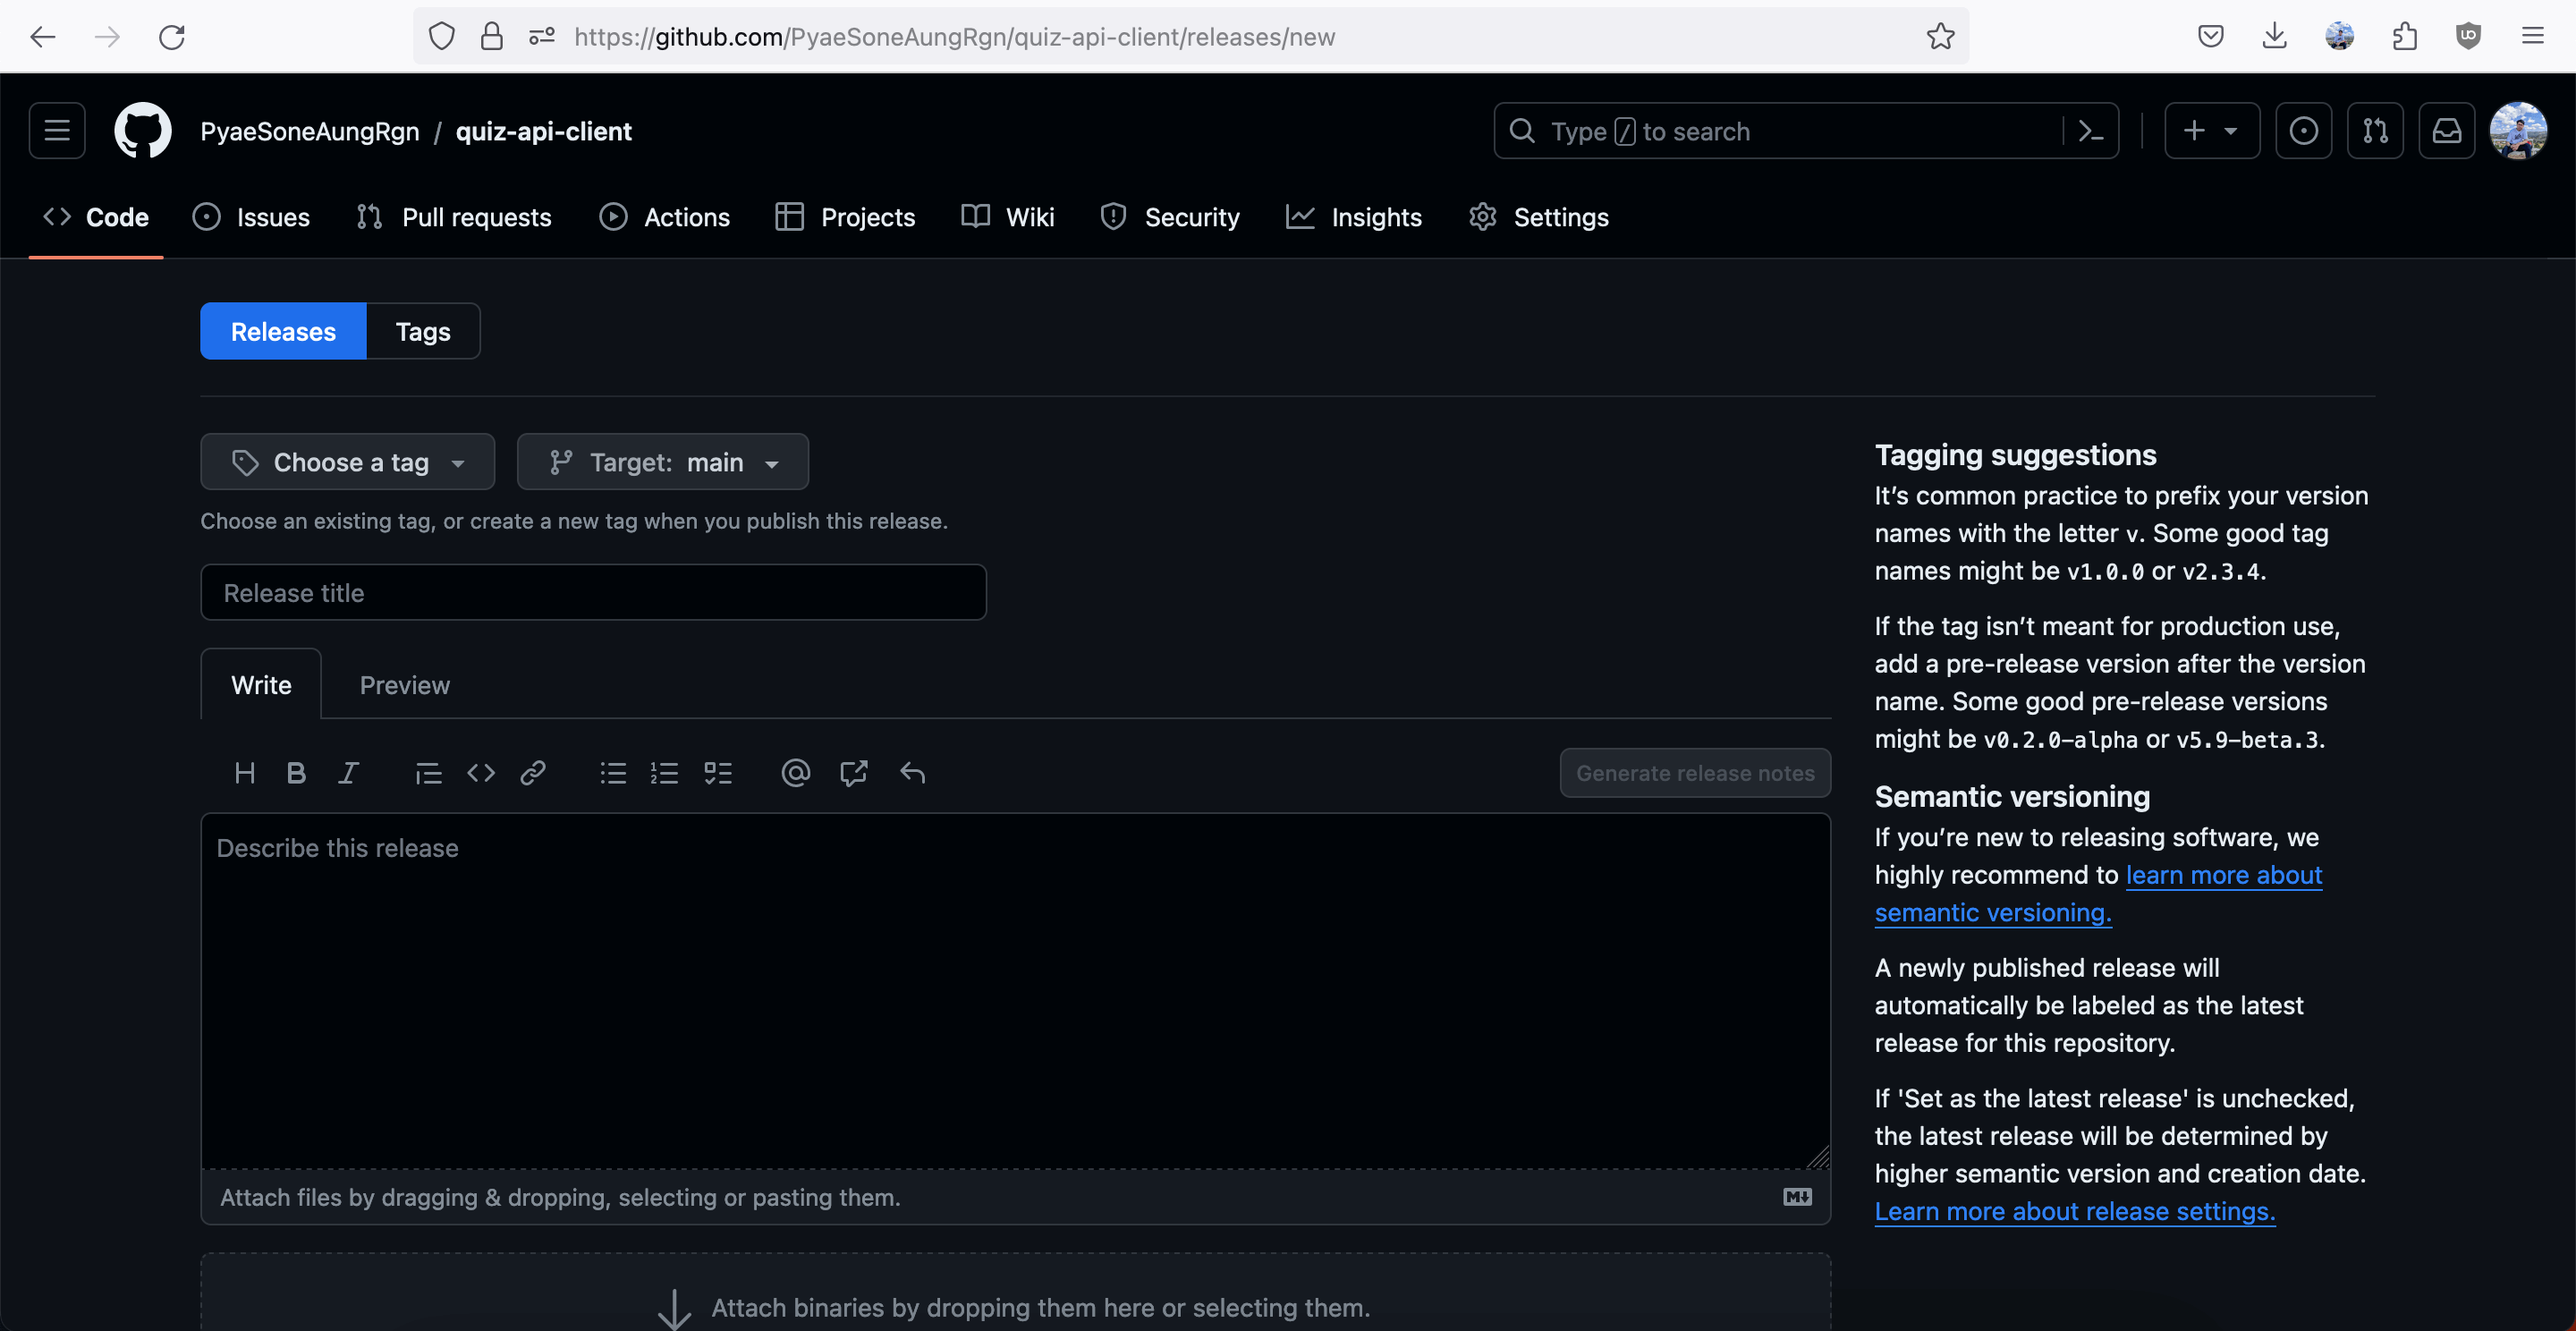 https://github.com/PyaeSoneAungRgn/quiz-api-client/releases/new
PyaeSoneAungRgn / quiz-api-client
Type / to search
Code Issues Pull requests Actions Projects Wiki Security Insights Settings
Releases Tags
Choose a tag Target: main
Choose an existing tag, or create a new tag when you publish this release.
Release title
Write Preview
Generate release notes
Describe this release
Attach files by dragging & dropping, selecting or pasting them.
Attach binaries by dropping them here or selecting them.
Tagging suggestions
It’s common practice to prefix your version
names with the letter v. Some good tag
names might be v1.0.0 or v2.3.4.
If the tag isn’t meant for production use,
add a pre-release version after the version
name. Some good pre-release versions
might be v0.2.0-alpha or v5.9-beta.3.
Semantic versioning
If you’re new to releasing software, we
highly recommend to learn more about
semantic versioning.
A newly published release will
automatically be labeled as the latest
release for this repository.
If 'Set as the latest release' is unchecked,
the latest release will be determined by
higher semantic version and creation date.
Learn more about release settings.